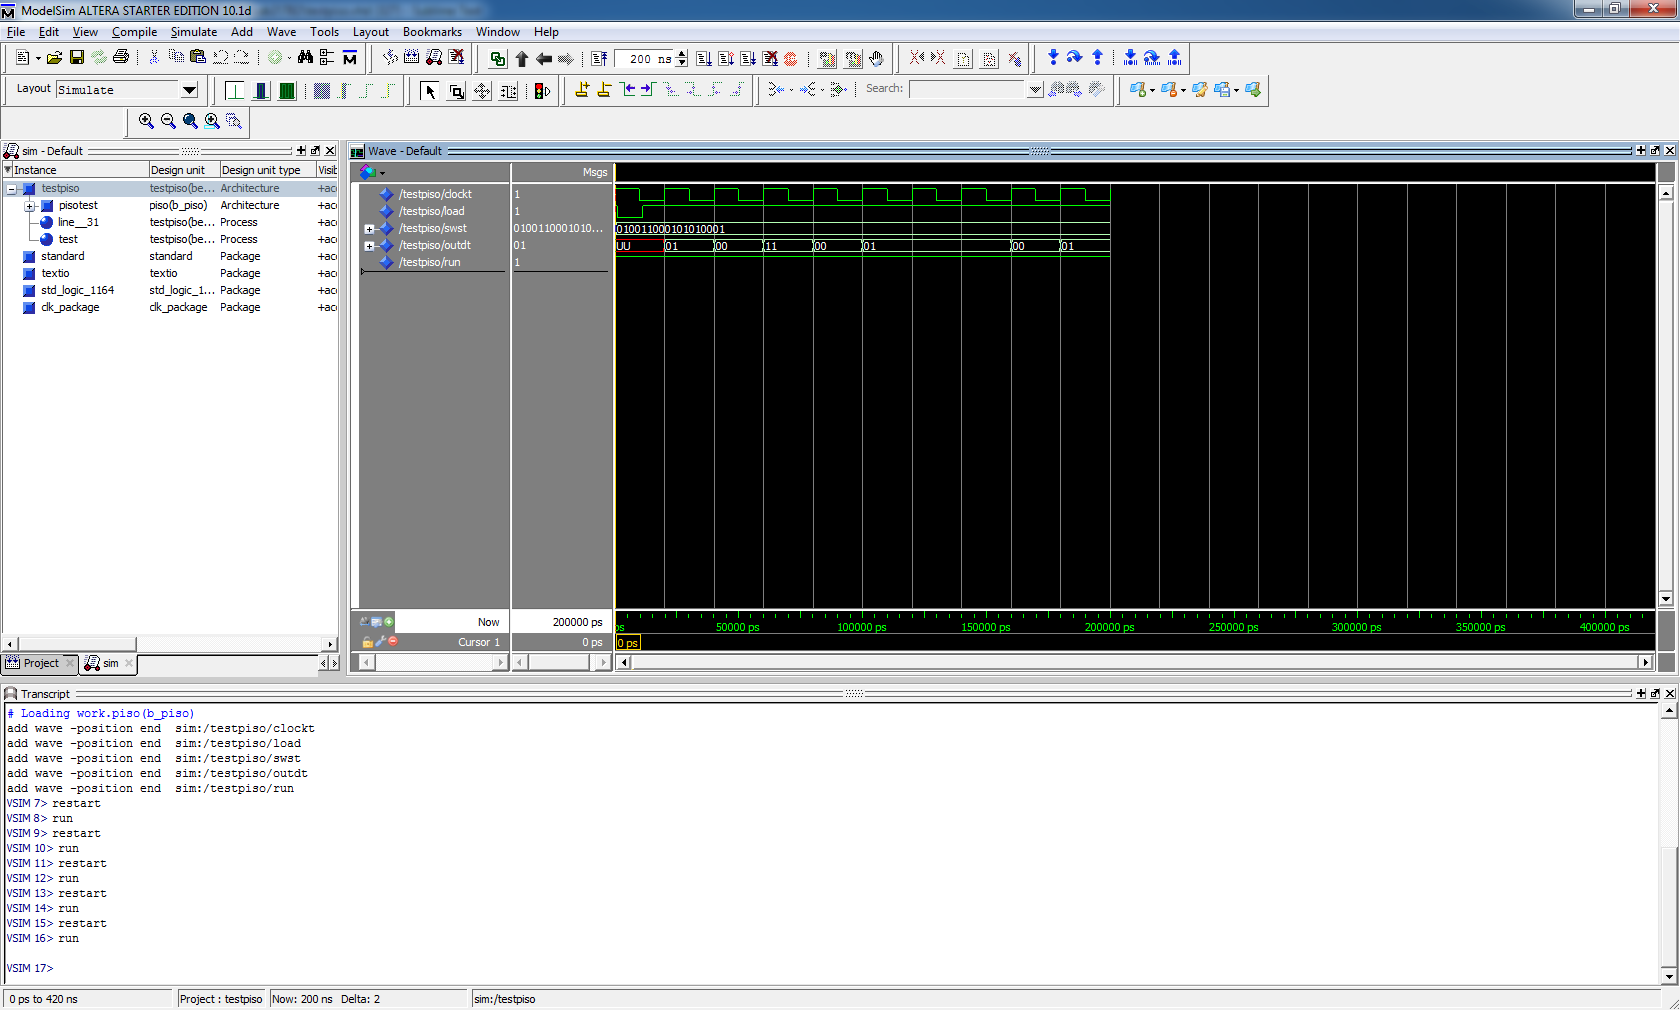 ModelSim ALTERA STARTER EDITION 10.1d
File Edit View Compile Simulate Add Wave Tools Layout Bookmarks Window Help
200 ns
Layout Simulate
Search:
sim - Default
Instance Design unit Design unit type Visit
testpiso testpiso(be... Architecture +acc
pisotest piso(b_piso) Architecture +acc
line__31 testpiso(be... Process +acc
test testpiso(be... Process +acc
standard standard Package +acc
textio textio Package +acc
std_logic_1164 std_logic_1... Package +acc
clk_package clk_package Package +acc
Project sim
Wave - Default
Msgs
/testpiso/clockt 1
/testpiso/load 1
/testpiso/swst 0100110001010... 010011000101010001
/testpiso/outdt 01 UU 01 00 11 00 01 00 01
/testpiso/run 1
Now 200000 ps
ps 50000 ps 100000 ps 150000 ps 200000 ps 250000 ps 300000 ps 350000 ps 400000 ps
Cursor 1 0 ps 0 ps
Transcript
# Loading work.piso(b_piso)
add wave -position end  sim:/testpiso/clockt
add wave -position end  sim:/testpiso/load
add wave -position end  sim:/testpiso/swst
add wave -position end  sim:/testpiso/outdt
add wave -position end  sim:/testpiso/run
VSIM 7> restart
VSIM 8> run
VSIM 9> restart
VSIM 10> run
VSIM 11> restart
VSIM 12> run
VSIM 13> restart
VSIM 14> run
VSIM 15> restart
VSIM 16> run
VSIM 17>
0 ps to 420 ns Project : testpiso Now: 200 ns Delta: 2 sim:/testpiso